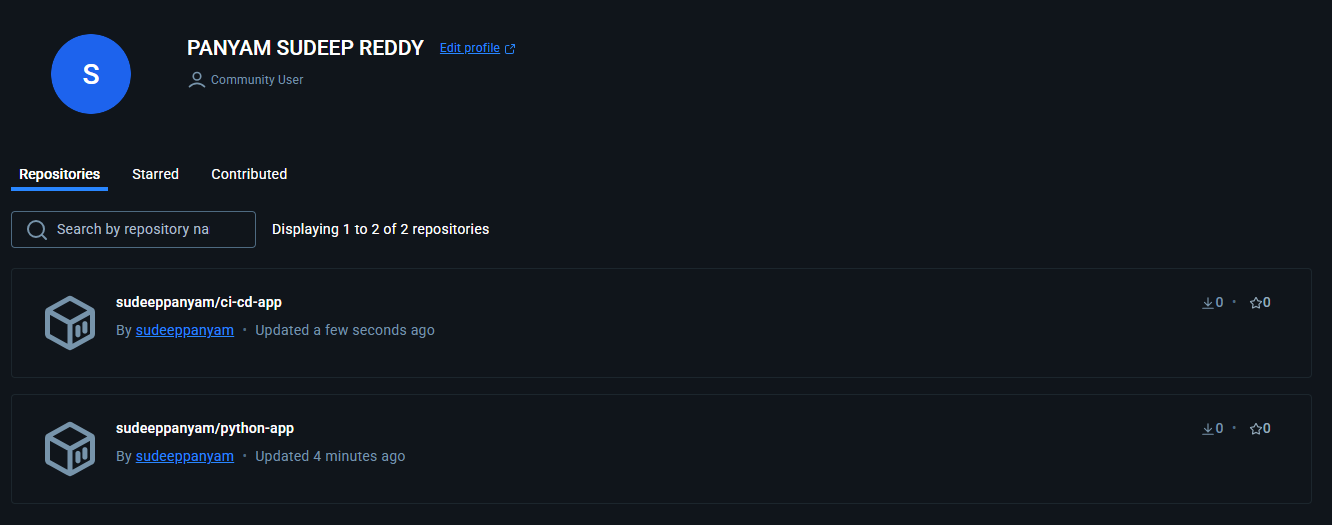 S
PANYAM SUDEEP REDDY Edit profile
Community User
Repositories Starred Contributed
Search by repository na Displaying 1 to 2 of 2 repositories
sudeeppanyam/ci-cd-app 0 • 0
By sudeeppanyam • Updated a few seconds ago
sudeeppanyam/python-app 0 • 0
By sudeeppanyam • Updated 4 minutes ago